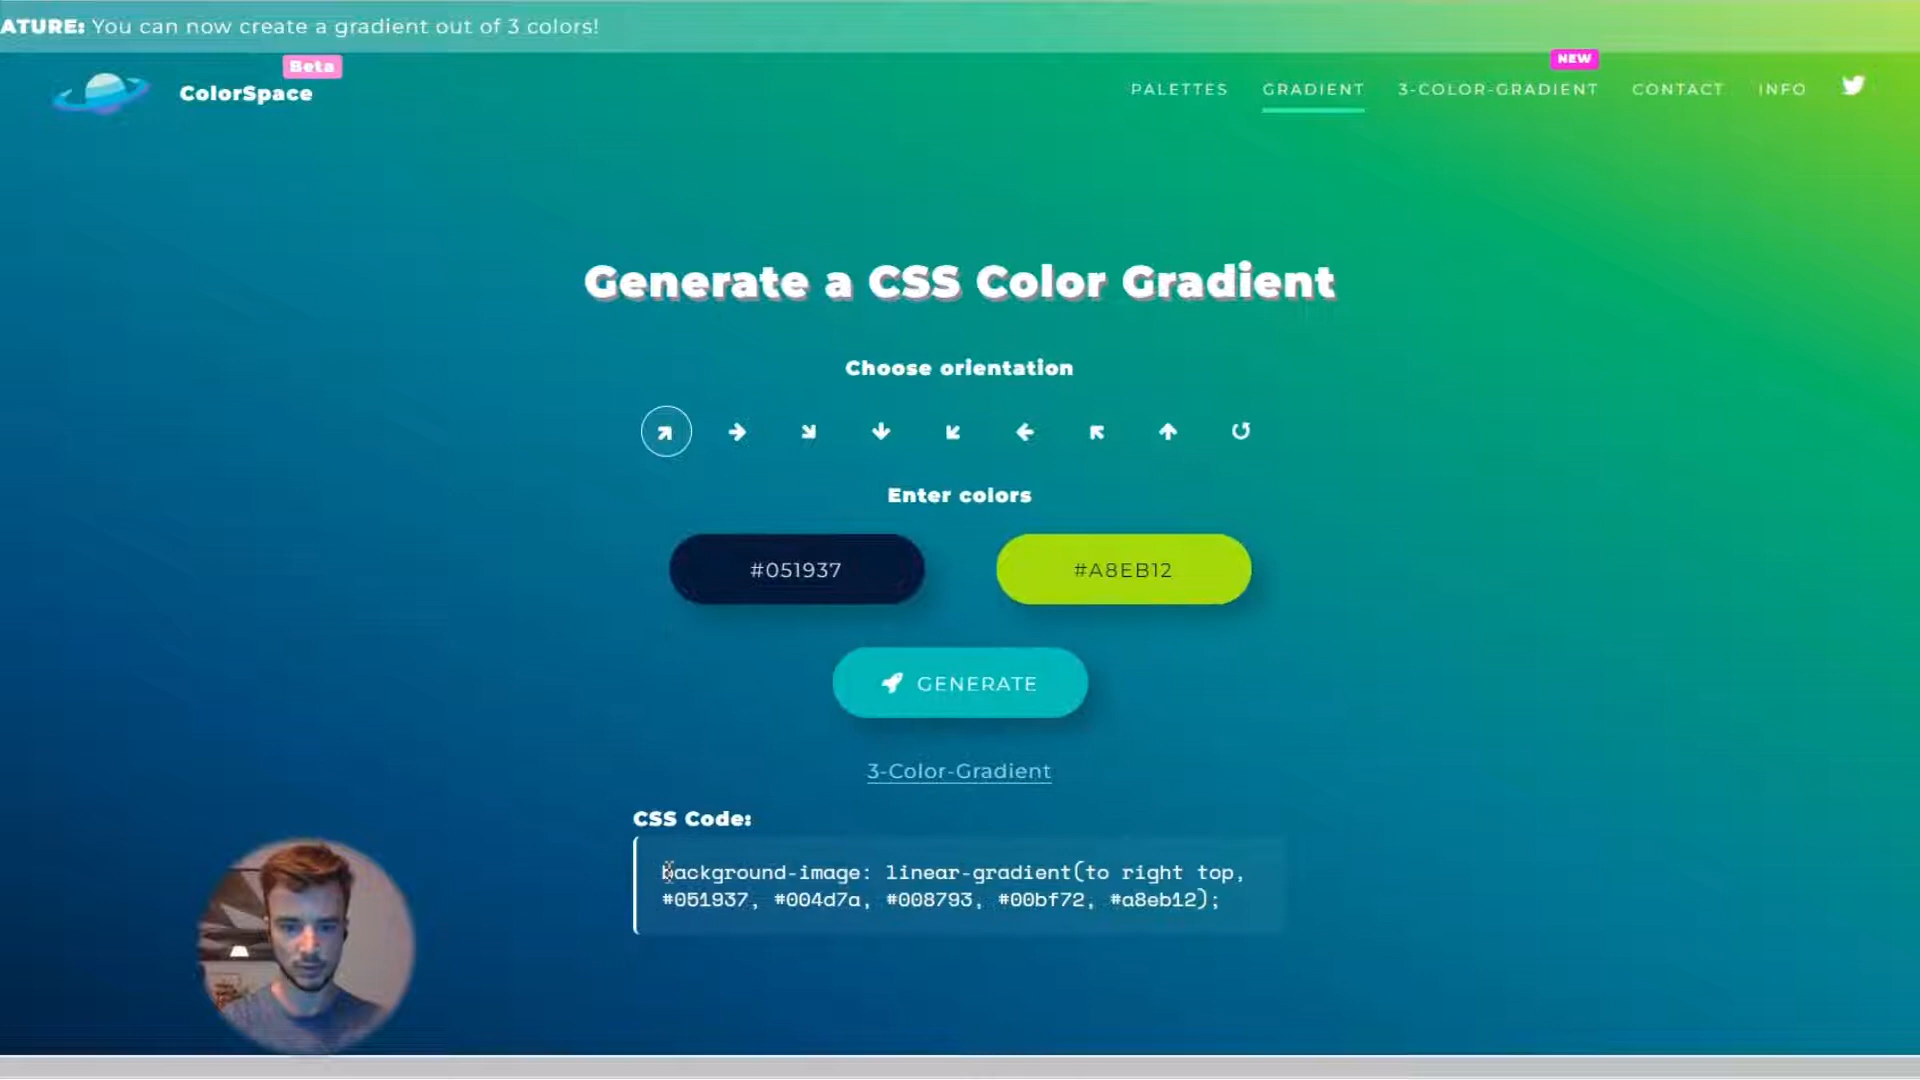 ATURE: You can now create a gradient out of 3 colors!
Beta
ColorSpace
NEW
PALETTES GRADIENT 3-COLOR-GRADIENT CONTACT INFO
Generate a CSS Color Gradient
Choose orientation
Enter colors
#051937 #A8EB12
GENERATE
3-Color-Gradient
CSS Code:
background-image: linear-gradient(to right top,
#051937, #004d7a, #008793, #00bf72, #a8eb12);